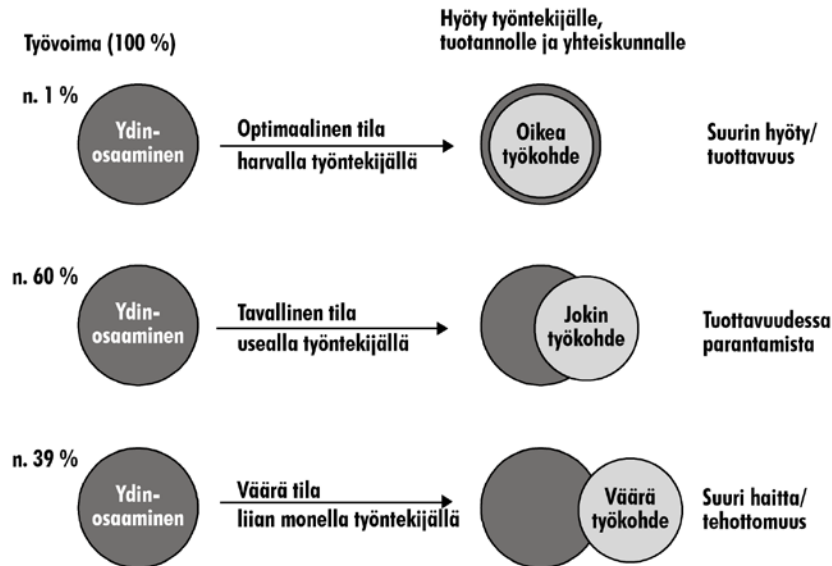 Työvoima (100 %)
Hyöty työntekijälle,
tuotannolle ja yhteiskunnalle
n. 1 %
Ydin-
osaaminen
Optimaalinen tila
harvalla työntekijällä
Oikea
työkohde
Suurin hyöty/
tuottavuus
n. 60 %
Ydin-
osaaminen
Tavallinen tila
usealla työntekijällä
Jokin
työkohde
Tuottavuudessa
parantamista
n. 39 %
Ydin-
osaaminen
Väärä tila
liian monella työntekijällä
Väärä
työkohde
Suuri haitta/
tehottomuus